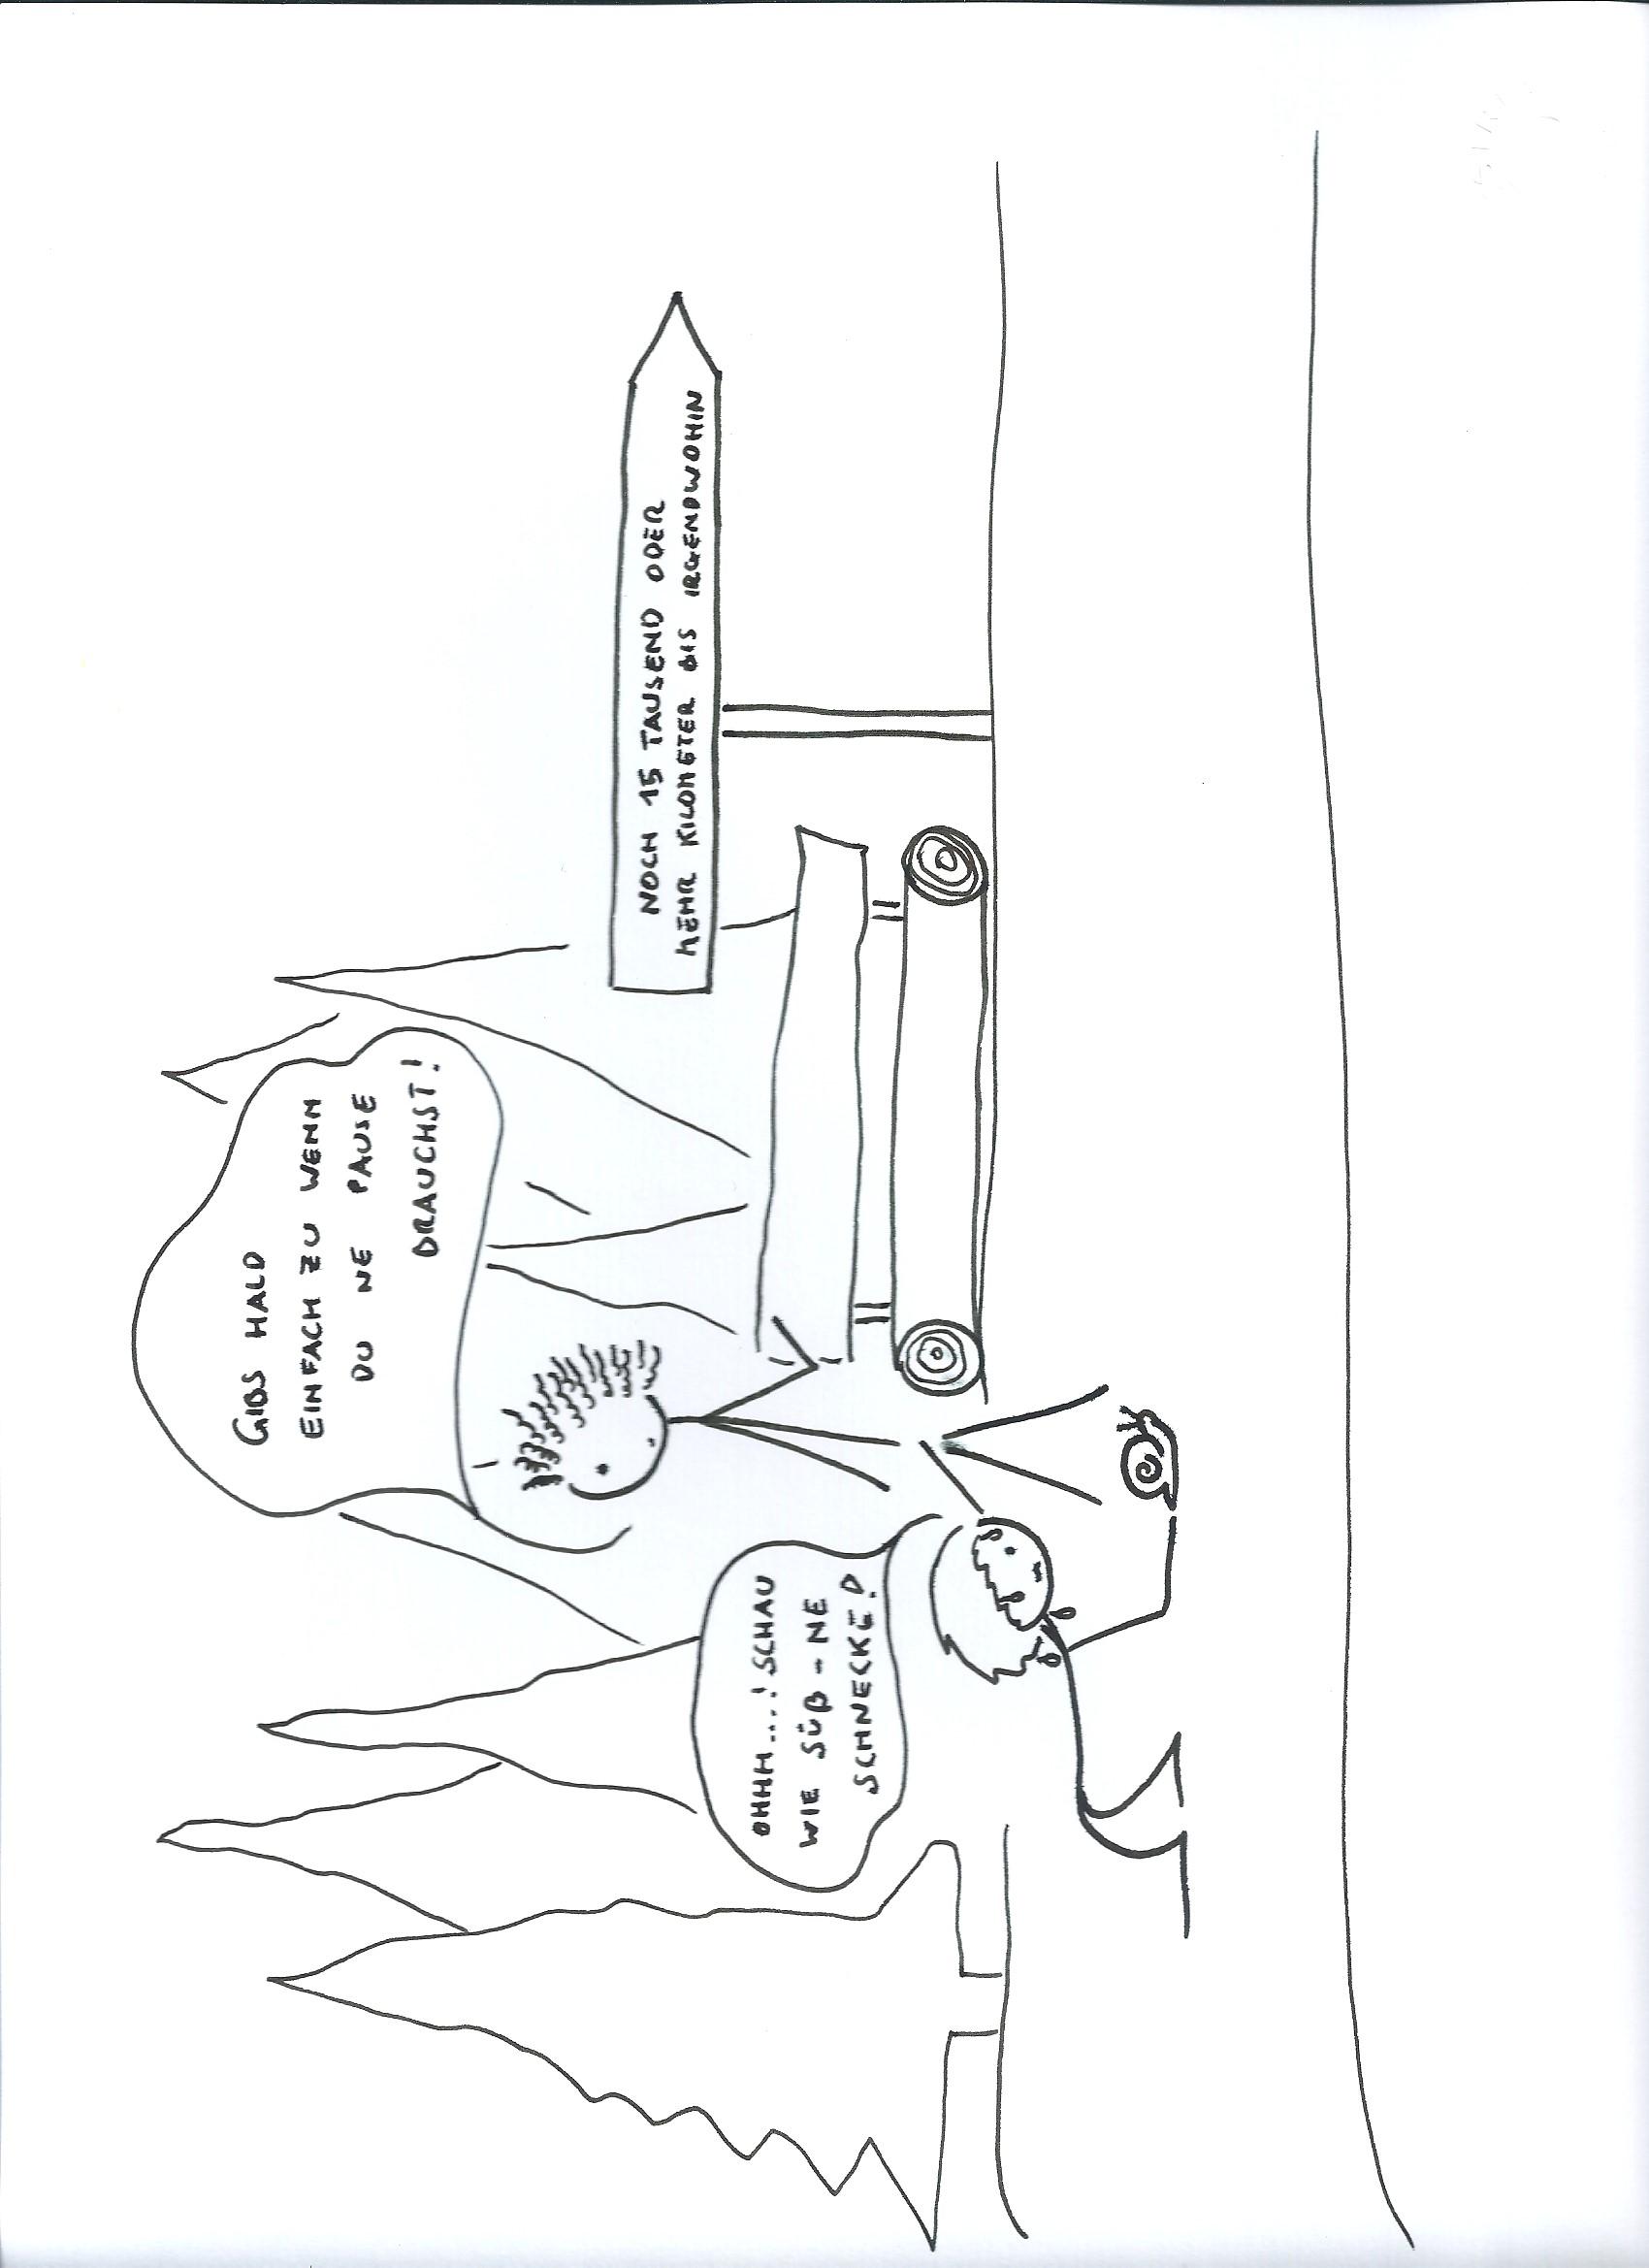 GIBS HALD
EINFACH ZU WENN
DU NE PAUSE
BRAUCHST!
OHHH...! SCHAU
WIE SÜß - NE
SCHNECKE!
NOCH 15 TAUSEND ODER
MEHR KILOMETER BIS IRGENDWOHIN